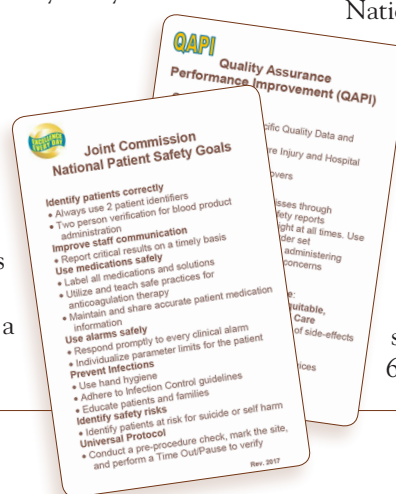 Natio
QAPI
Quality Assurance
Performance Improvement (QAPI)
cific Quality Data and
re Injury and Hospital
overs
sses through
fety reports
ight at all times. Use
der set
administering
concerns
e:
quitable,
Care
of side-effects
ices
EXCELLENCE
EVERY DAY
Joint Commission
National Patient Safety Goals
Identify patients correctly
• Always use 2 patient identifiers
• Two person verification for blood product
administration
Improve staff communication
• Report critical results on a timely basis
Use medications safely
• Label all medications and solutions
• Utilize and teach safe practices for
anticoagulation therapy
• Maintain and share accurate patient medication
information
Use alarms safely
• Respond promptly to every clinical alarm
• Individualize parameter limits for the patient
Prevent Infections
• Use hand hygiene
• Adhere to Infection Control guidelines
• Educate patients and families
Identify safety risks
• Identify patients at risk for suicide or self harm
Universal Protocol
• Conduct a pre-procedure check, mark the site,
and perform a Time Out/Pause to verify
Rev. 2017
s
a
s
6